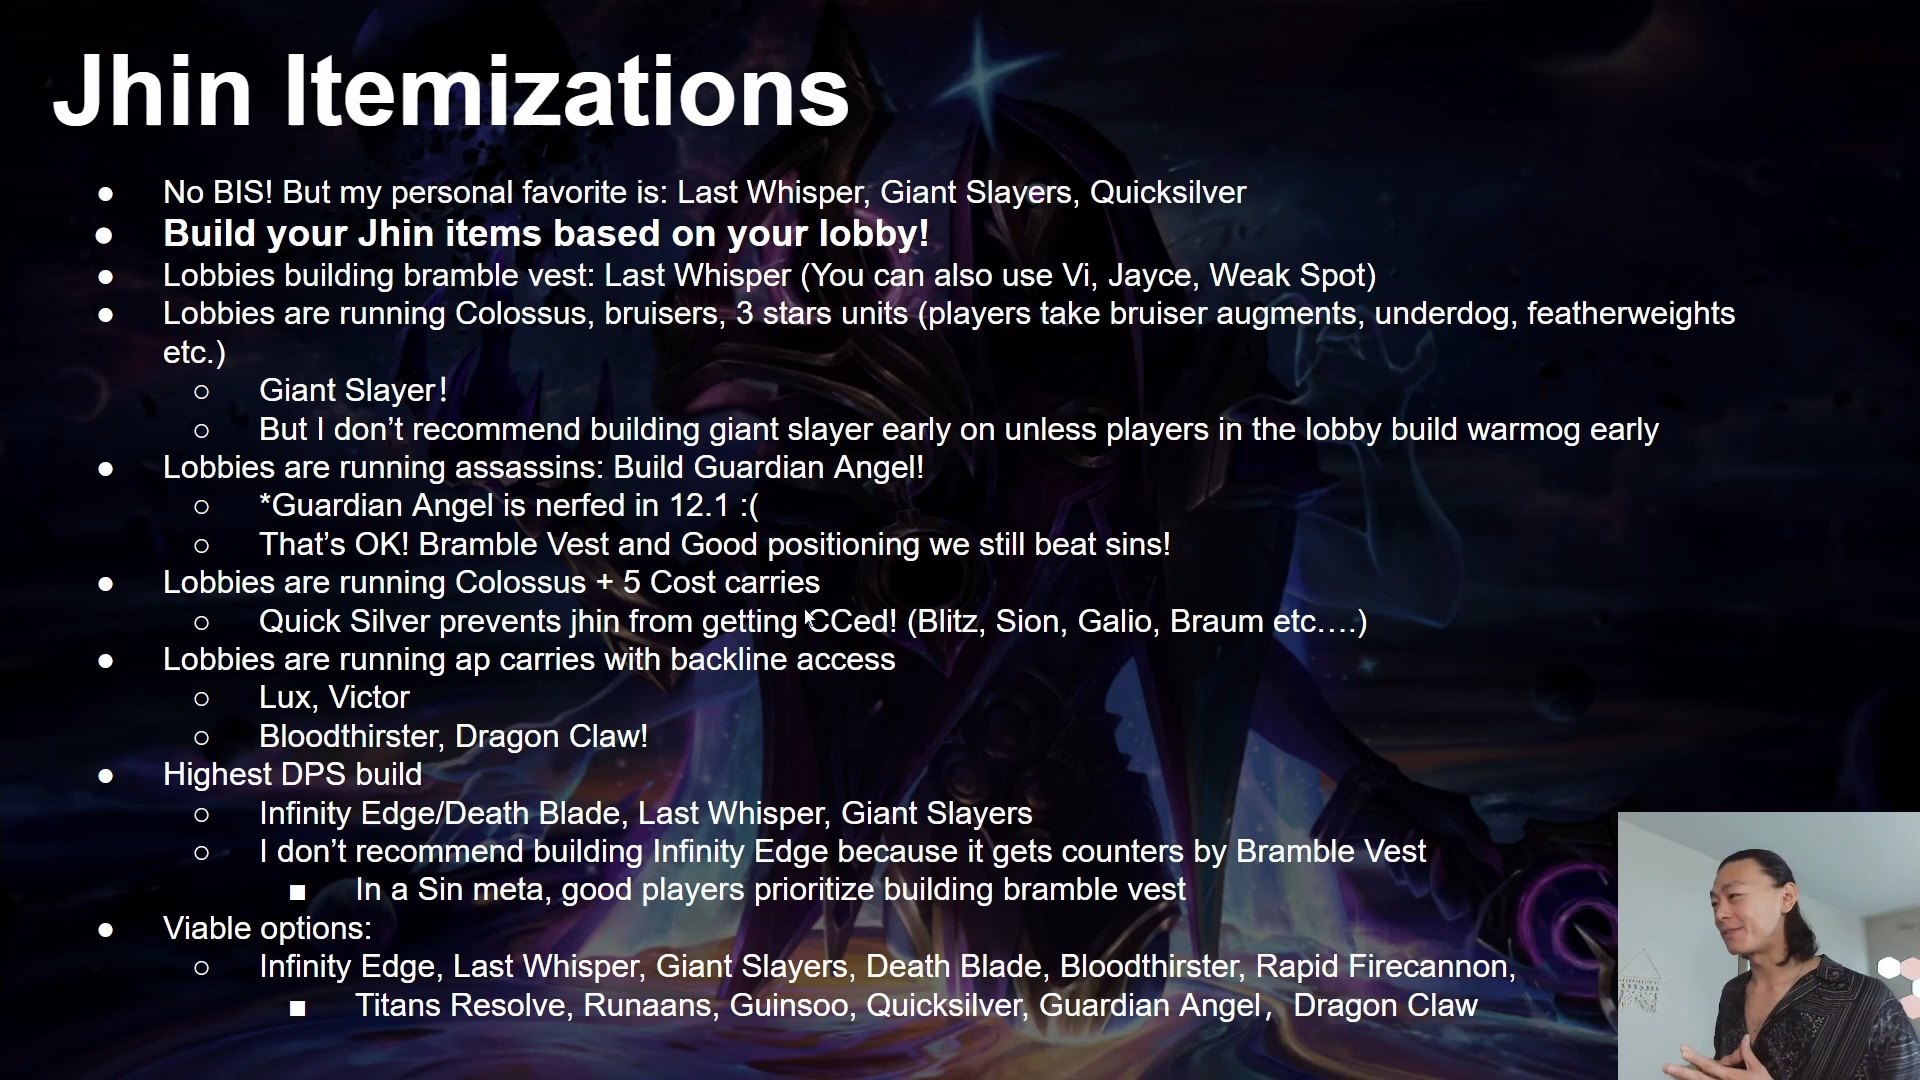 Jhin Itemizations
● No BIS! But my personal favorite is: Last Whisper, Giant Slayers, Quicksilver
● Build your Jhin items based on your lobby!
● Lobbies building bramble vest: Last Whisper (You can also use Vi, Jayce, Weak Spot)
● Lobbies are running Colossus, bruisers, 3 stars units (players take bruiser augments, underdog, featherweights
etc.)
○ Giant Slayer!
○ But I don’t recommend building giant slayer early on unless players in the lobby build warmog early
● Lobbies are running assassins: Build Guardian Angel!
○ *Guardian Angel is nerfed in 12.1 :(
○ That’s OK! Bramble Vest and Good positioning we still beat sins!
● Lobbies are running Colossus + 5 Cost carries
○ Quick Silver prevents jhin from getting CCed! (Blitz, Sion, Galio, Braum etc….)
● Lobbies are running ap carries with backline access
○ Lux, Victor
○ Bloodthirster, Dragon Claw!
● Highest DPS build
○ Infinity Edge/Death Blade, Last Whisper, Giant Slayers
○ I don’t recommend building Infinity Edge because it gets counters by Bramble Vest
■ In a Sin meta, good players prioritize building bramble vest
● Viable options:
○ Infinity Edge, Last Whisper, Giant Slayers, Death Blade, Bloodthirster, Rapid Firecannon,
■ Titans Resolve, Runaans, Guinsoo, Quicksilver, Guardian Angel，Dragon Claw